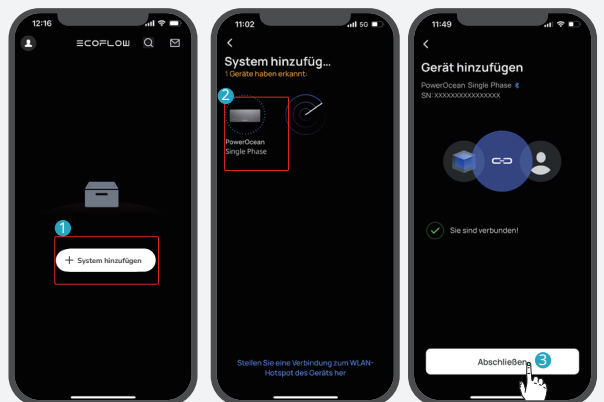 12:16
ECOFLOW
1
+ System hinzufügen
11:02
5G
System hinzufüg...
1 Geräte haben erkannt:
2
PowerOcean
Single Phase
Stellen Sie eine Verbindung zum WLAN-
Hotspot des Geräts her
11:49
Gerät hinzufügen
PowerOcean Single Phase
SN: XXXXXXXXXXXXXXXX
Sie sind verbunden!
Abschließen
3